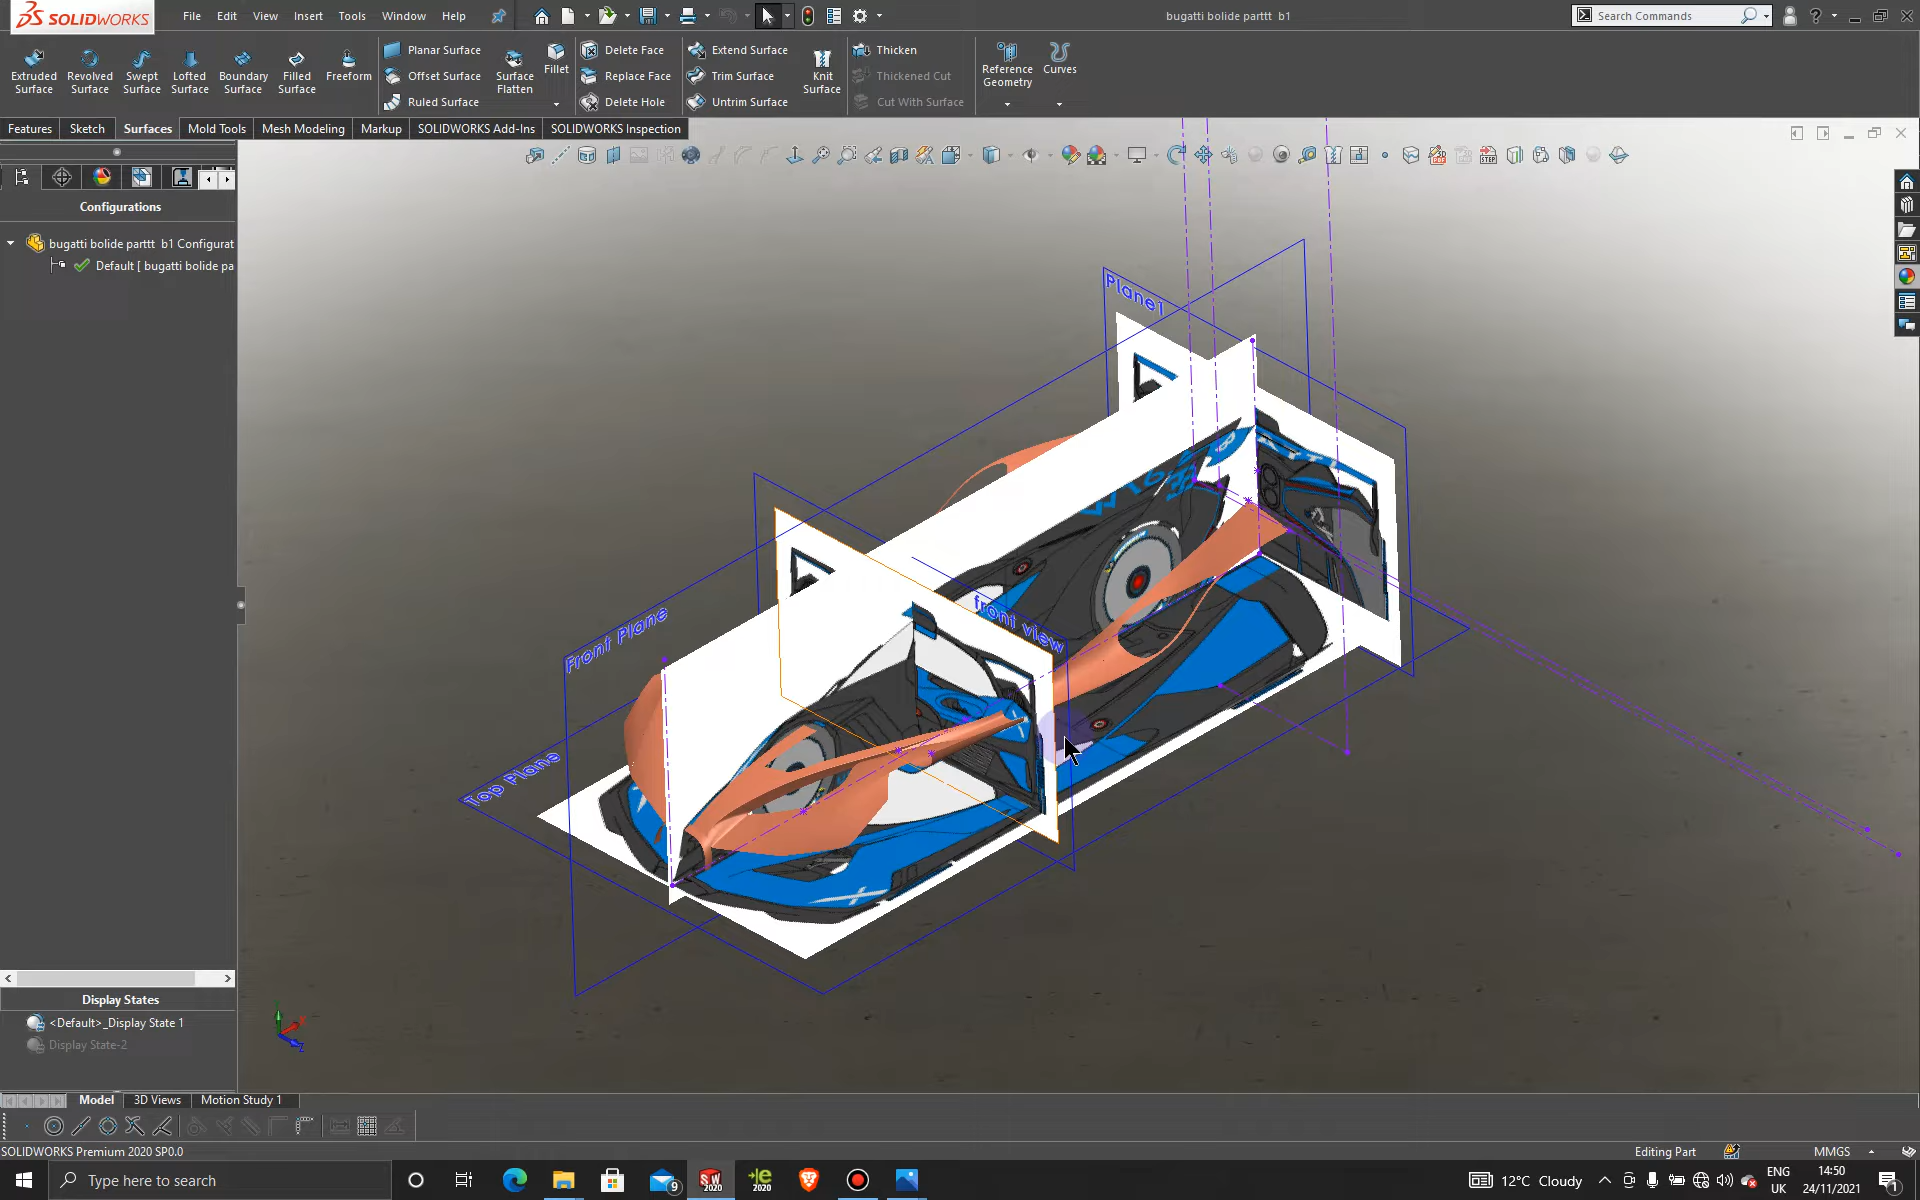 SOLIDWORKS
File Edit View Insert Tools Window Help
bugatti bolide parttt b1
Search Commands
Extruded Surface
Revolved Surface
Swept Surface
Lofted Surface
Boundary Surface
Filled Surface
Freeform
Planar Surface
Offset Surface
Ruled Surface
Surface Flatten
Fillet
Delete Face
Replace Face
Delete Hole
Extend Surface
Trim Surface
Untrim Surface
Knit Surface
Thicken
Thickened Cut
Cut With Surface
Reference Geometry
Curves
Features Sketch Surfaces Mold Tools Mesh Modeling Markup SOLIDWORKS Add-Ins SOLIDWORKS Inspection
Configurations
bugatti bolide parttt b1 Configurat
Default [ bugatti bolide pa
Plane1
front view
Front Plane
Top Plane
Display States
<Default>_Display State 1
Display State-2
Model 3D Views Motion Study 1
SOLIDWORKS Premium 2020 SP0.0
Editing Part
MMGS
Type here to search
9
SW 2020
e 2020
12°C Cloudy
ENG
UK
14:50
24/11/2021
1